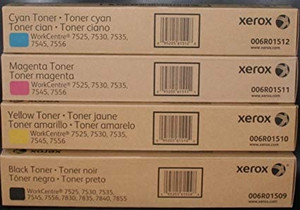 Cyan Toner • Toner cyan
Toner cian • Toner ciano
WorkCentre® 7525, 7530, 7535,
7545, 7556
xerox
006R01512
Magenta Toner
Toner magenta
WorkCentre® 7525, 7530, 7535,
7545, 7556
xerox
006R01511
Yellow Toner • Toner jaune
Toner amarillo • Toner amarelo
WorkCentre® 7525, 7530, 7535,
7545, 7556
xerox
006R01510
Black Toner • Toner noir
Tóner negro • Toner preto
WorkCentre® 7525, 7530, 7535,
7545, 7556, 7830, 7835, 7840, 7855
xerox
006R01509